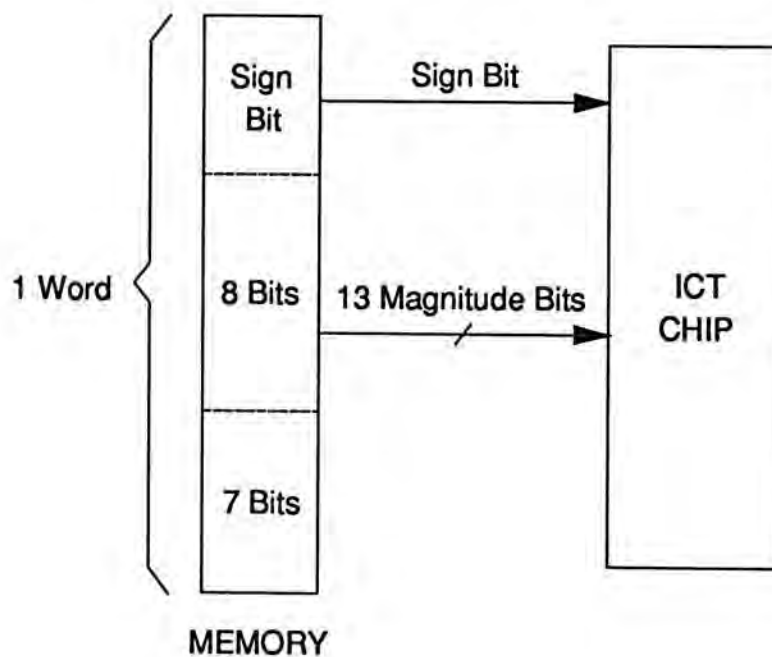 Sign
Bit
Sign Bit
1 Word
8 Bits
13 Magnitude Bits
ICT
CHIP
7 Bits
MEMORY